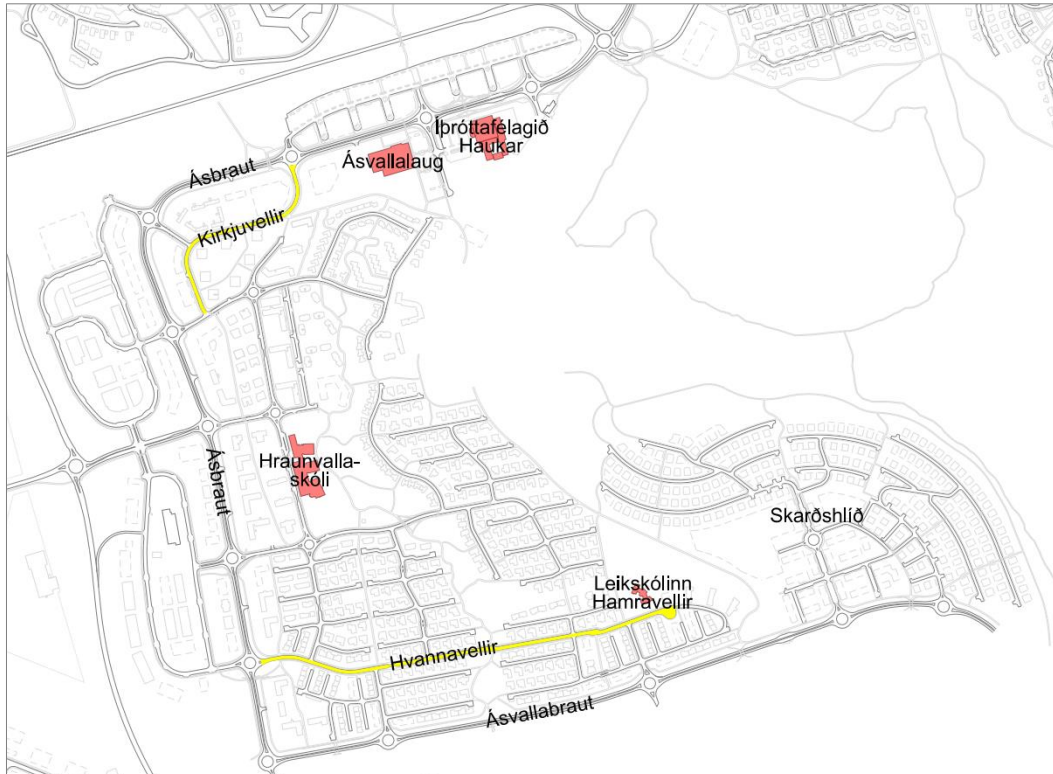 Íþróttafélagið
Haukar
Ásvallalaug
Ásbraut
Kirkjuvellir
Hraunvalla-
skóli
Ásbraut
Skarðshlíð
Leikskólinn
Hamravellir
Hvannavellir
Ásvallabraut